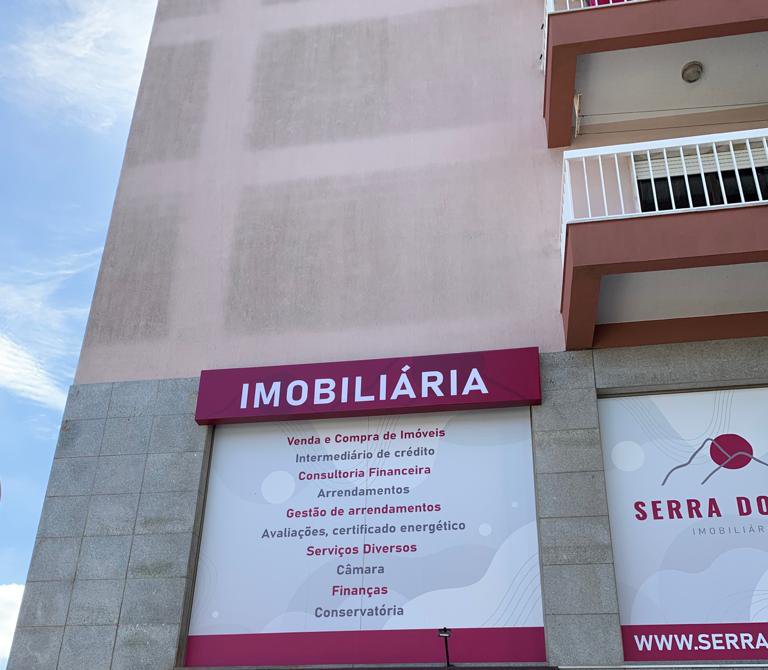 IMOBILIÁRIA
Venda e Compra de Imóveis
Intermediário de crédito
Consultoria Financeira
Arrendamentos
Gestão de arrendamentos
Avaliações, certificado energético
Serviços Diversos
Câmara
Finanças
Conservatória
SERRA DO
IMOBILIÁR
WWW.SERRA